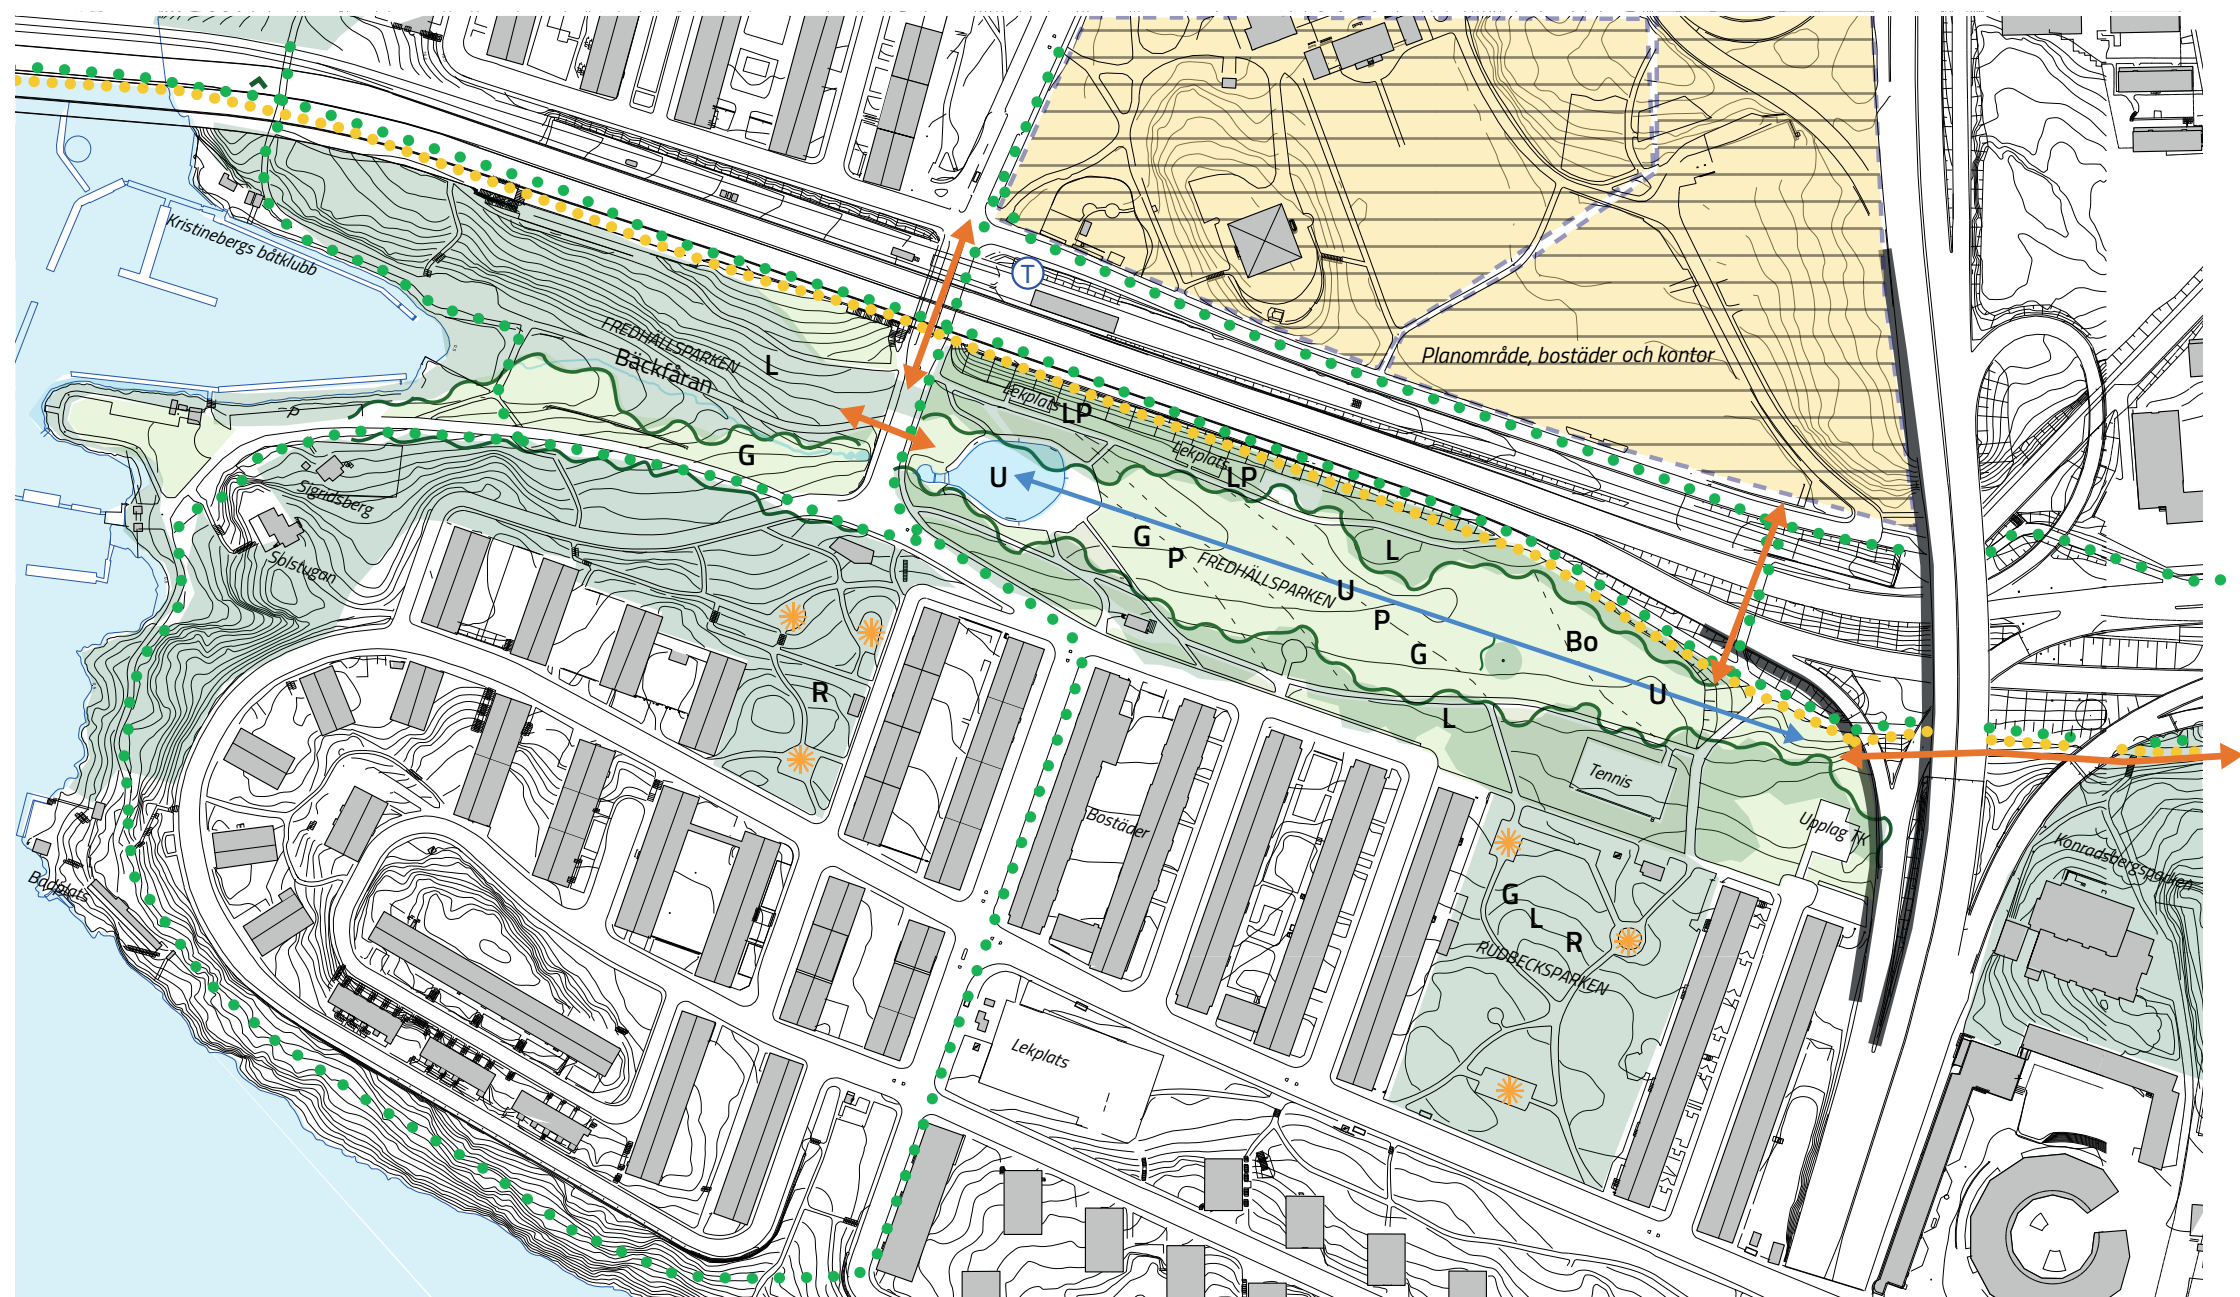 Kristinebergs båtklubb
T
FREDHÄLLSPARKEN
Bäckfåran
L
Planområde, bostäder och kontor
P
Lekplats
LP
Lekplats
LP
G
U
Sigridsberg
Solstugan
G
P
FREDHÄLLSPARKEN
L
U
P
G
Bo
U
R
L
Tennis
Upplag TK
Bostäder
Badplats
Konradsbergsparken
G
L
R
RUDBECKSPARKEN
Lekplats